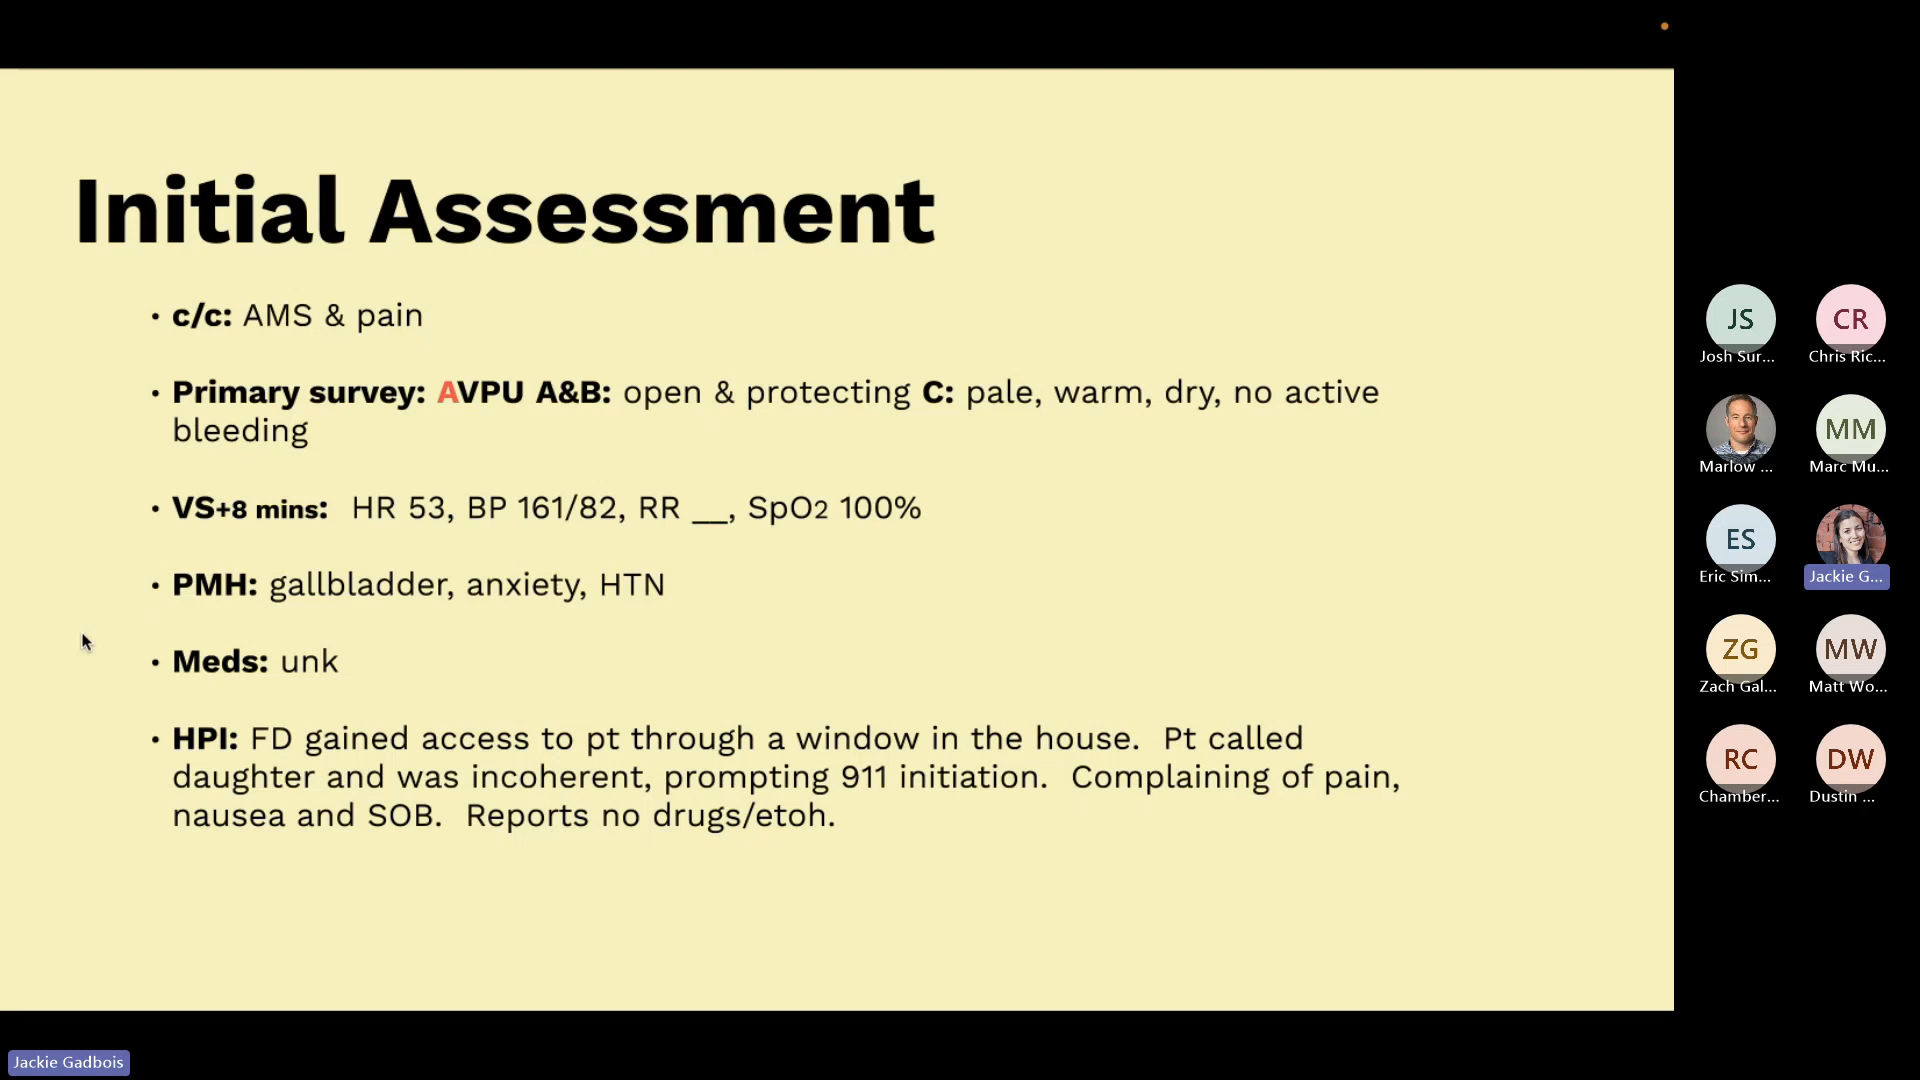 Initial Assessment
• c/c: AMS & pain
• Primary survey: AVPU A&B: open & protecting C: pale, warm, dry, no active
bleeding
• VS+8 mins: HR 53, BP 161/82, RR __, SpO2 100%
• PMH: gallbladder, anxiety, HTN
• Meds: unk
• HPI: FD gained access to pt through a window in the house. Pt called
daughter and was incoherent, prompting 911 initiation. Complaining of pain,
nausea and SOB. Reports no drugs/etoh.
JS CR
Josh Sur... Chris Ric...
MM
Marlow ... Marc Mu...
ES
Eric Sim... Jackie G...
ZG MW
Zach Gal... Matt Wo...
RC DW
Chamber... Dustin ...
Jackie Gadbois